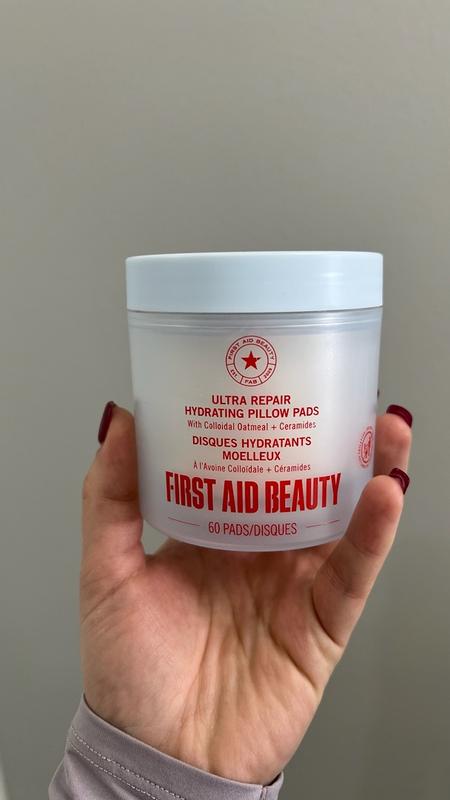 FIRST AID BEAUTY
FAB
ULTRA REPAIR
HYDRATING PILLOW PADS
With Colloidal Oatmeal + Ceramides
DISQUES HYDRATANTS
MOELLEUX
À l'Avoine Colloïdale + Céramides
FIRST AID BEAUTY
60 PADS/DISQUES